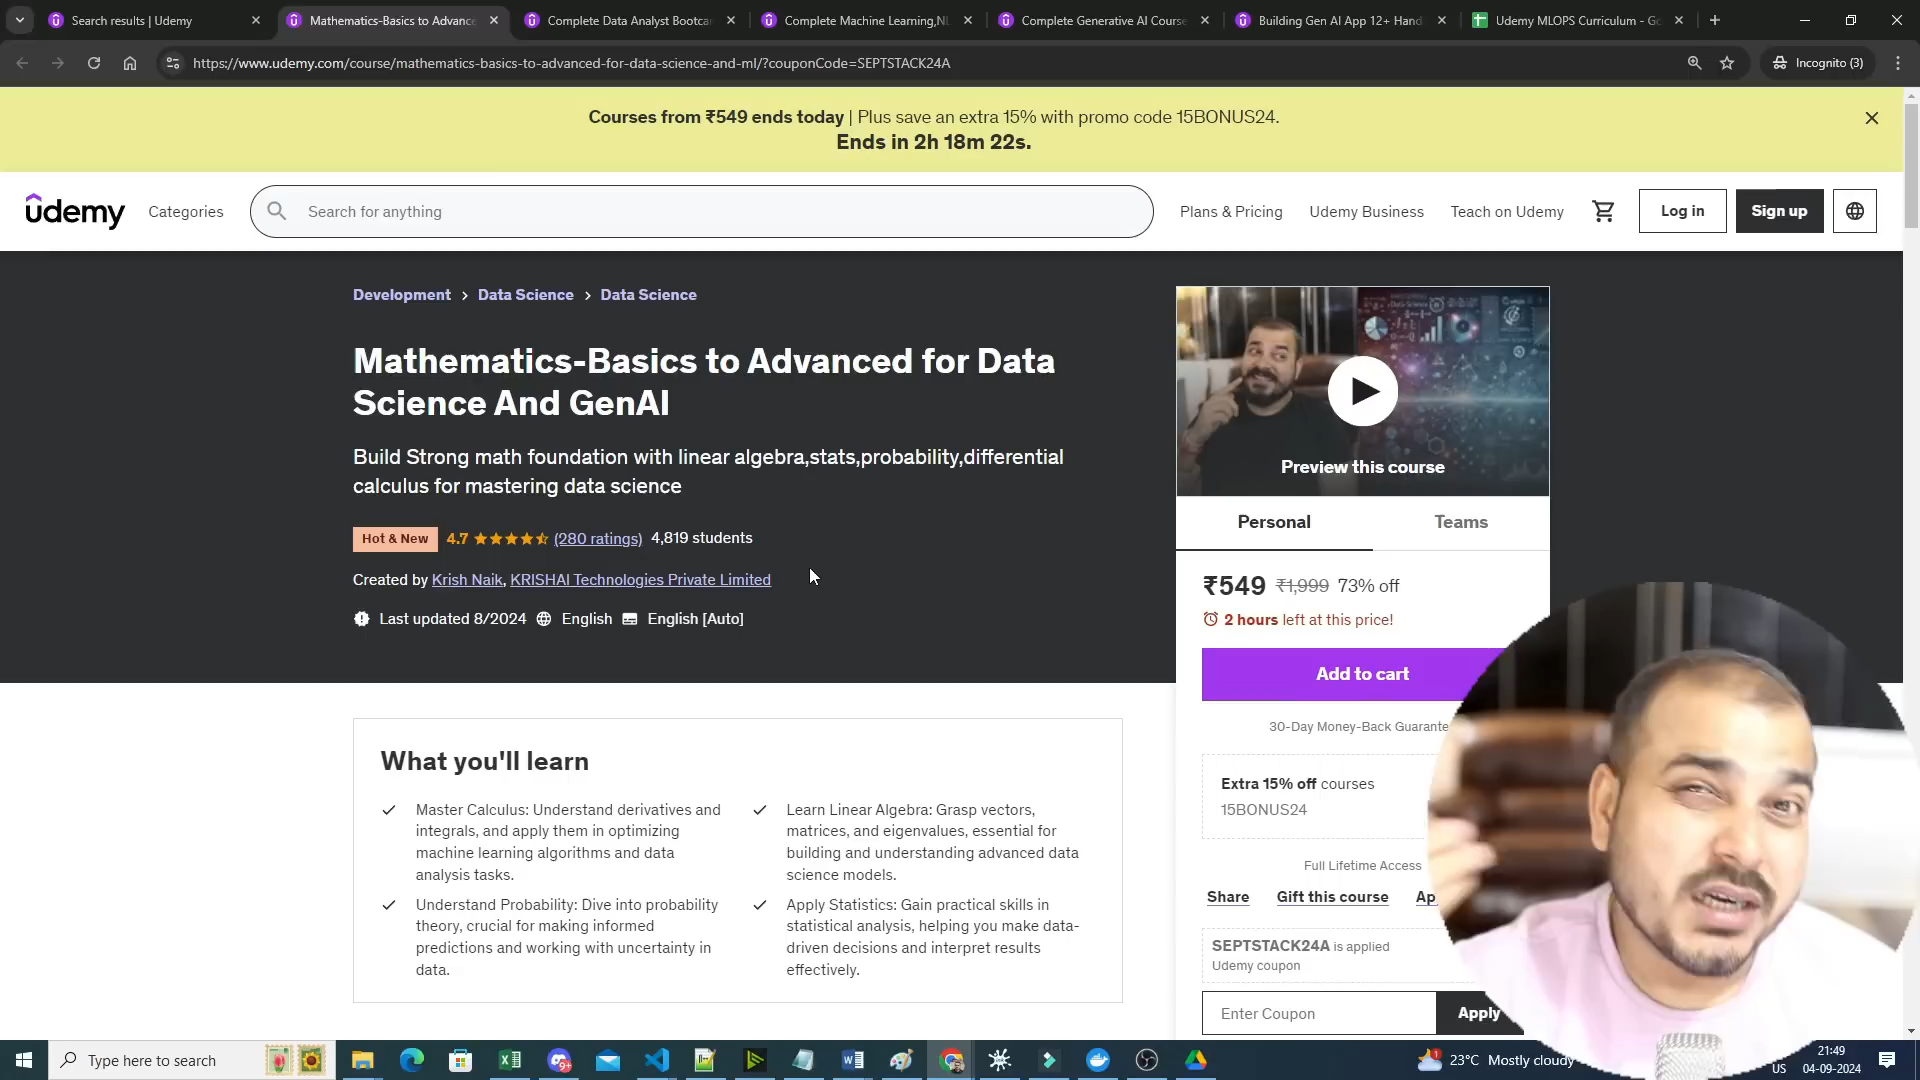 Search results | Udemy
Mathematics-Basics to Advance
Complete Data Analyst Bootca
Complete Machine Learning,NL
Complete Generative AI Course
Building Gen AI App 12+ Hand
Udemy MLOPS Curriculum - Go
https://www.udemy.com/course/mathematics-basics-to-advanced-for-data-science-and-ml/?couponCode=SEPTSTACK24A
Incognito (3)
Courses from ₹549 ends today | Plus save an extra 15% with promo code 15BONUS24.
Ends in 2h 18m 22s.
udemy
Categories
Search for anything
Plans & Pricing
Udemy Business
Teach on Udemy
Log in
Sign up
Development > Data Science > Data Science
Mathematics-Basics to Advanced for Data
Science And GenAI
Build Strong math foundation with linear algebra,stats,probability,differential
calculus for mastering data science
Hot & New 4.7 (280 ratings) 4,819 students
Created by Krish Naik, KRISHAI Technologies Private Limited
Last updated 8/2024 English English [Auto]
Preview this course
Personal
Teams
₹549 ₹1,999 73% off
2 hours left at this price!
Add to cart
30-Day Money-Back Guarante
Extra 15% off courses
15BONUS24
Full Lifetime Access
Share
Gift this course
Ap
SEPTSTACK24A is applied
Udemy coupon
Enter Coupon
Apply
What you'll learn
Master Calculus: Understand derivatives and
integrals, and apply them in optimizing
machine learning algorithms and data
analysis tasks.
Learn Linear Algebra: Grasp vectors,
matrices, and eigenvalues, essential for
building and understanding advanced data
science models.
Understand Probability: Dive into probability
theory, crucial for making informed
predictions and working with uncertainty in
data.
Apply Statistics: Gain practical skills in
statistical analysis, helping you make data-
driven decisions and interpret results
effectively.
Type here to search
23°C Mostly cloudy
US
21:49
04-09-2024